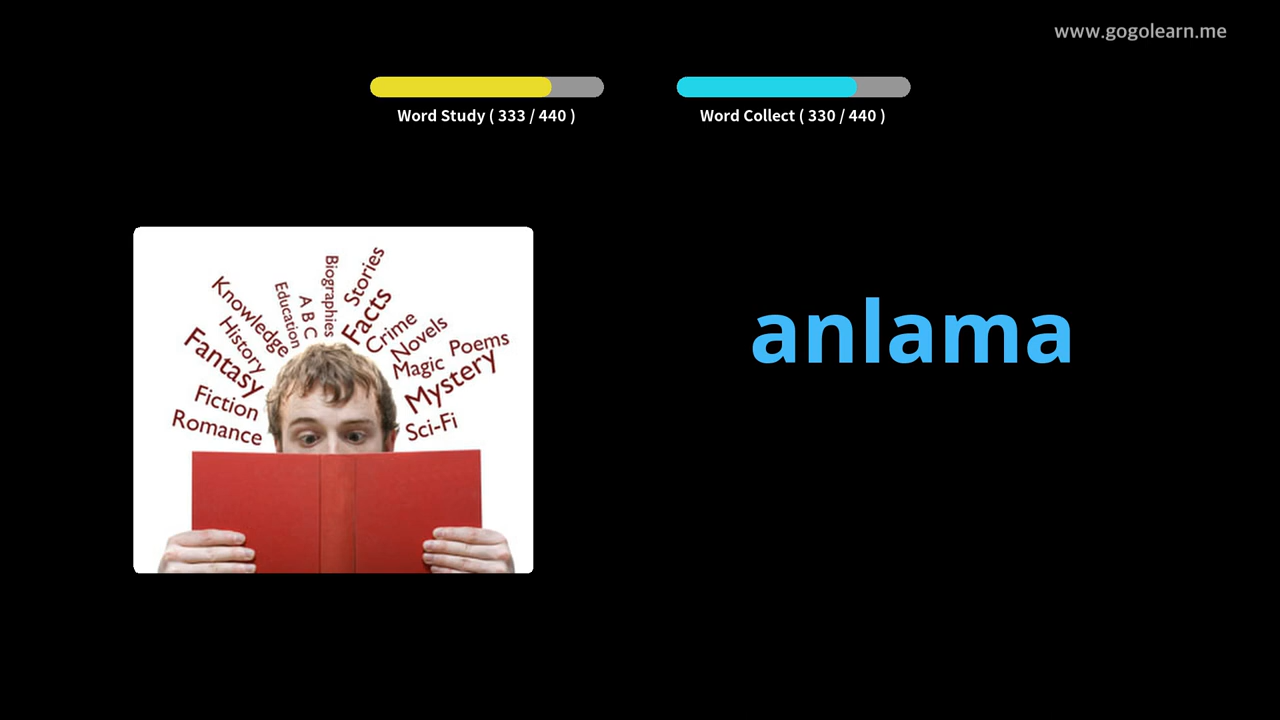 www.gogolearn.me
Word Study ( 333 / 440 )
Word Collect ( 330 / 440 )
Knowledge
History
Fantasy
Fiction
Romance
Education
A B C
Biographies
Stories
Facts
Crime
Novels
Magic
Poems
Mystery
Sci-Fi
anlama